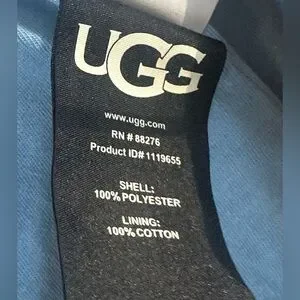 UGG
www.ugg.com
RN # 88276
Product ID# 1119655
SHELL:
100% POLYESTER
LINING:
100% COTTON